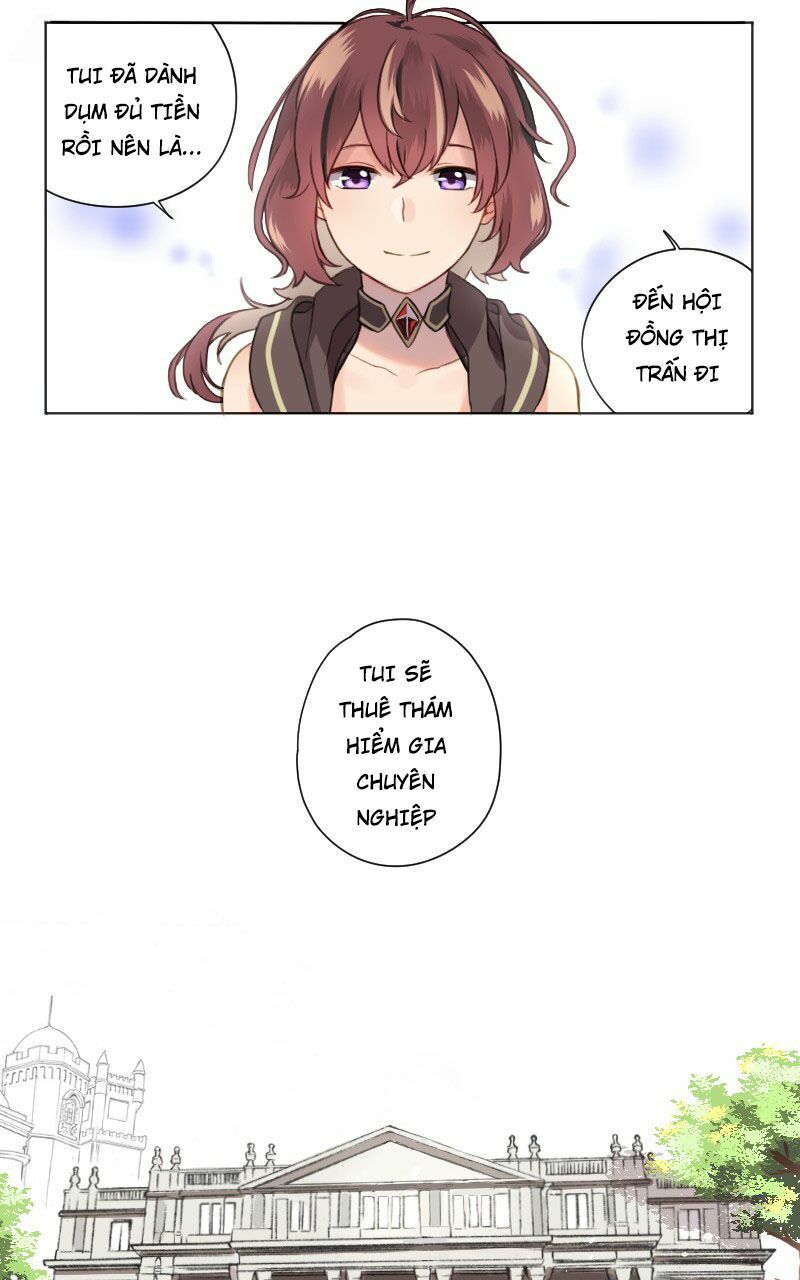 TUI ĐÃ DÀNH
DỤM ĐỦ TIỀN
RỒI NÊN LÀ...
ĐẾN HỘI
ĐỒNG THỊ
TRẤN ĐI
TUI SẼ
THUÊ THÁM
HIỂM GIA
CHUYÊN
NGHIỆP